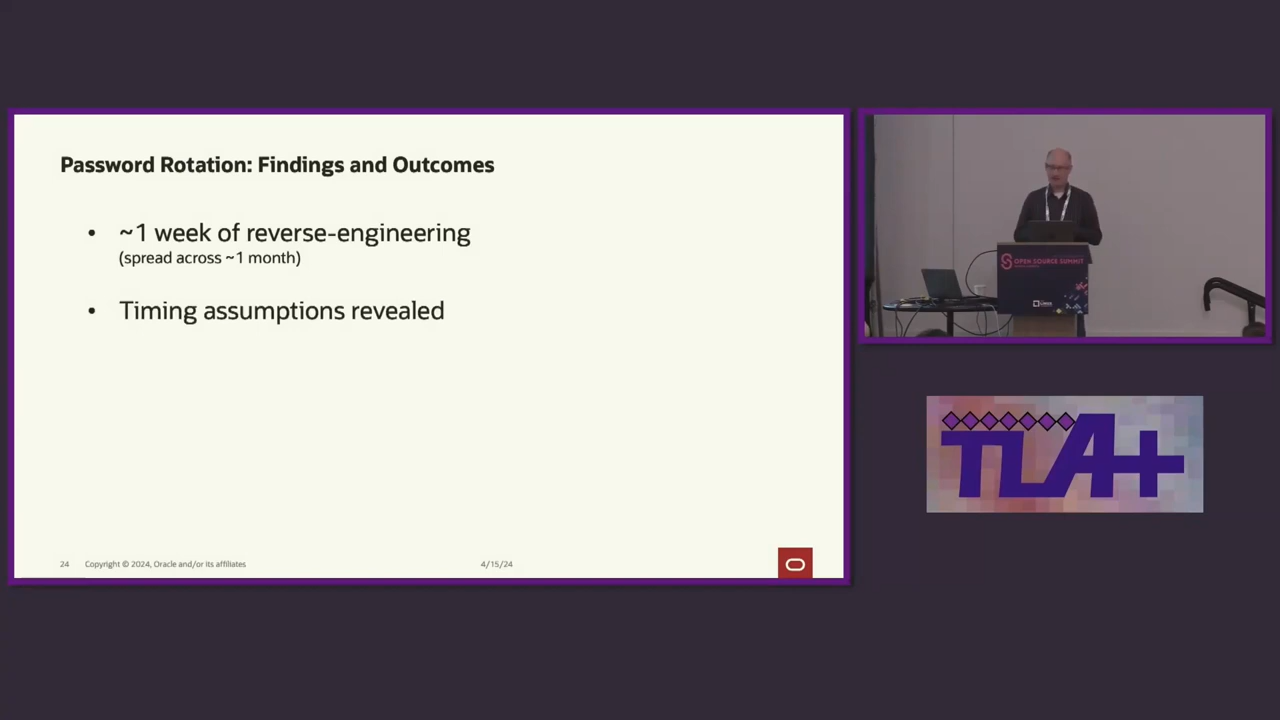 Password Rotation: Findings and Outcomes
• ~1 week of reverse-engineering
(spread across ~1 month)
• Timing assumptions revealed
24 Copyright © 2024, Oracle and/or its affiliates 4/15/24
OPEN SOURCE SUMMIT
TLA+